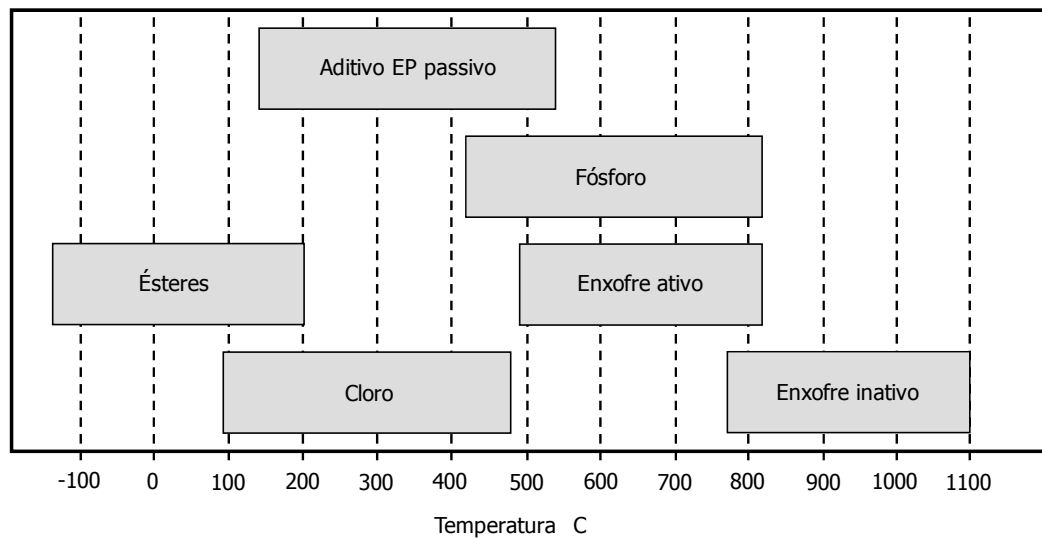 Aditivo EP passivo
Fósforo
Ésteres
Enxofre ativo
Cloro
Enxofre inativo
-100 0 100 200 300 400 500 600 700 800 900 1000 1100
Temperatura C